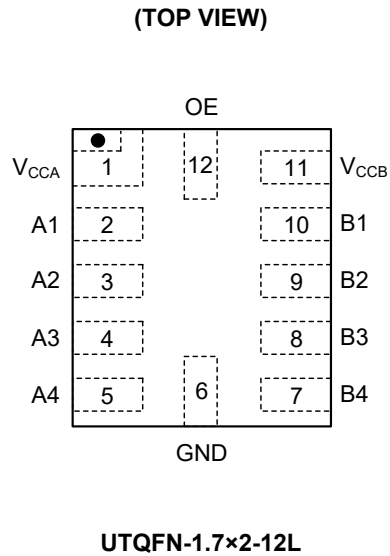 (TOP VIEW)
OE
VCCA 1 12 11 VCCB
A1 2 10 B1
A2 3 9 B2
A3 4 8 B3
A4 5 6 7 B4
GND
UTQFN-1.7×2-12L